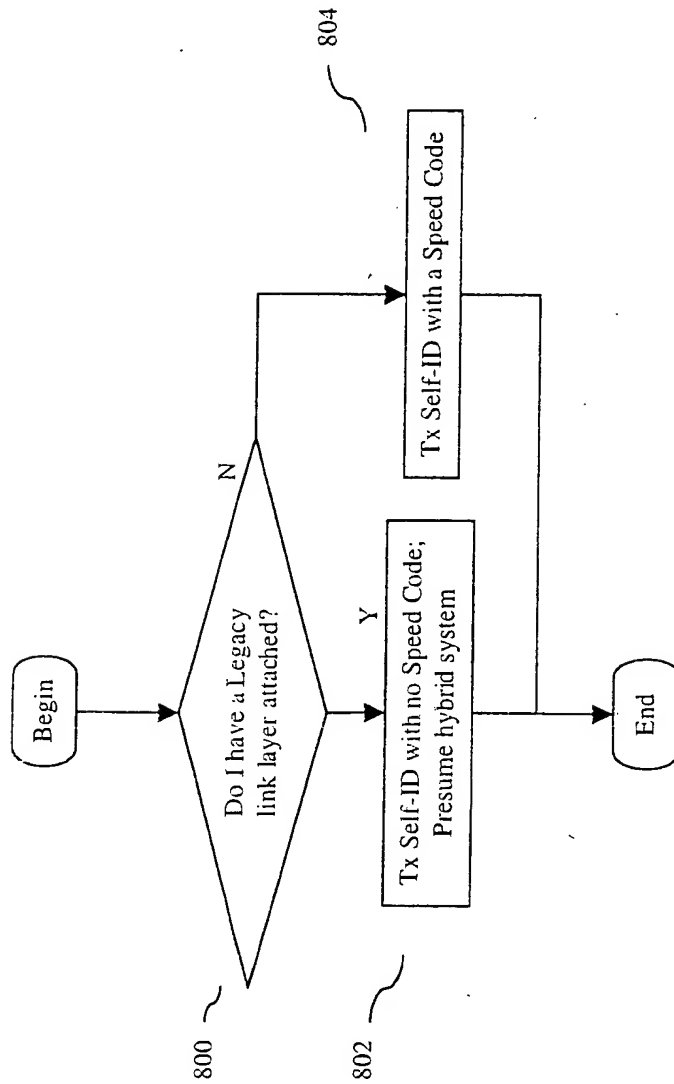 Begin
800
Do I have a Legacy
link layer attached?
N
804
802
Y
Tx Self-ID with no Speed Code;
Presume hybrid system
Tx Self-ID with a Speed Code
End